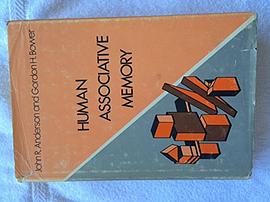 John R. Anderson and Gordon H. Bower
HUMAN
ASSOCIATIVE
MEMORY